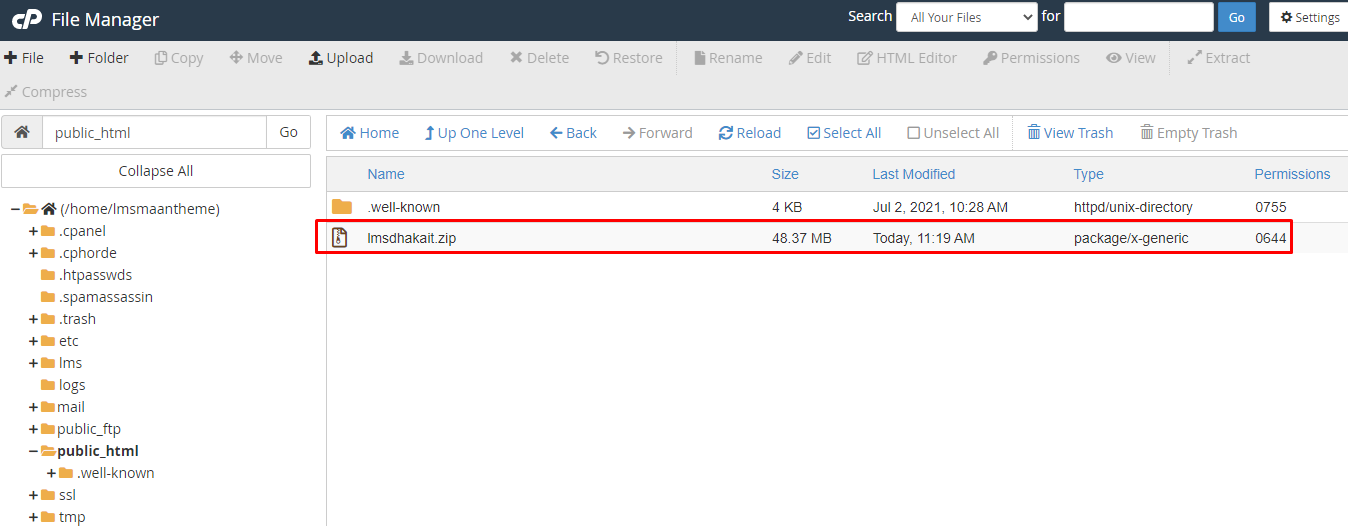 cP File Manager
Search All Your Files for Go Settings
File Folder Copy Move Upload Download Delete Restore Rename Edit HTML Editor Permissions View Extract
Compress
public_html Go
Home Up One Level Back Forward Reload Select All Unselect All View Trash Empty Trash
Collapse All
(/home/lmsmaantheme)
.cpanel
.cphorde
.htpasswds
.spamassassin
.trash
etc
lms
logs
mail
public_ftp
public_html
.well-known
ssl
tmp
Name Size Last Modified Type Permissions
.well-known 4 KB Jul 2, 2021, 10:28 AM httpd/unix-directory 0755
lmsdhakait.zip 48.37 MB Today, 11:19 AM package/x-generic 0644